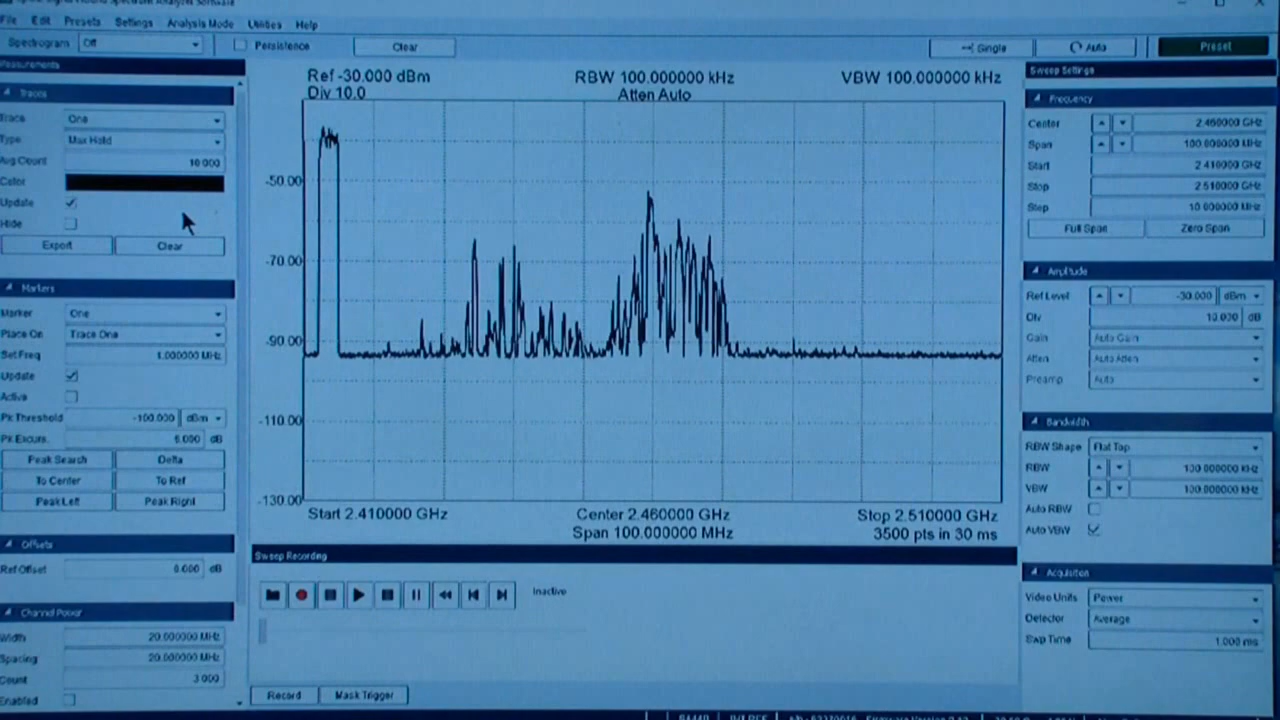 File Edit Presets Settings Analysis Mode Utilities Help
Spectrogram Off Persistence Clear Single Auto Preset
Measurements
Traces
Trace One
Type Max Hold
Avg Count 10.000
Color
Update
Hide
Export Clear
Markers
Marker One
Place On Trace One
Set Freq 1.000000 MHz
Update
Active
Pk Threshold -100.000 dBm
Pk Excurs. 6.000 dB
Peak Search Delta
To Center To Ref
Peak Left Peak Right
Offsets
Ref Offset 0.000 dB
Channel Power
Width 20.000000 MHz
Spacing 20.000000 MHz
Count 3.000
Enabled
Ref -30.000 dBm RBW 100.000000 kHz VBW 100.000000 kHz
Div 10.0 Atten Auto
-50.00
-70.00
-90.00
-110.00
-130.00
Start 2.410000 GHz Center 2.460000 GHz Stop 2.510000 GHz
Span 100.000000 MHz 3500 pts in 30 ms
Sweep Recording
Inactive
Record Mask Trigger
Sweep Settings
Frequency
Center 2.460000 GHz
Span 100.000000 MHz
Start 2.410000 GHz
Stop 2.510000 GHz
Step 10.000000 MHz
Full Span Zero Span
Amplitude
Ref Level -30.000 dBm
Div 10.000 dB
Gain Auto Gain
Atten Auto Atten
Preamp Auto
Bandwidth
RBW Shape Flat Top
RBW 100.000000 kHz
VBW 100.000000 kHz
Auto RBW
Auto VBW
Acquisition
Video Units Power
Detector Average
Swp Time 1.000 ms